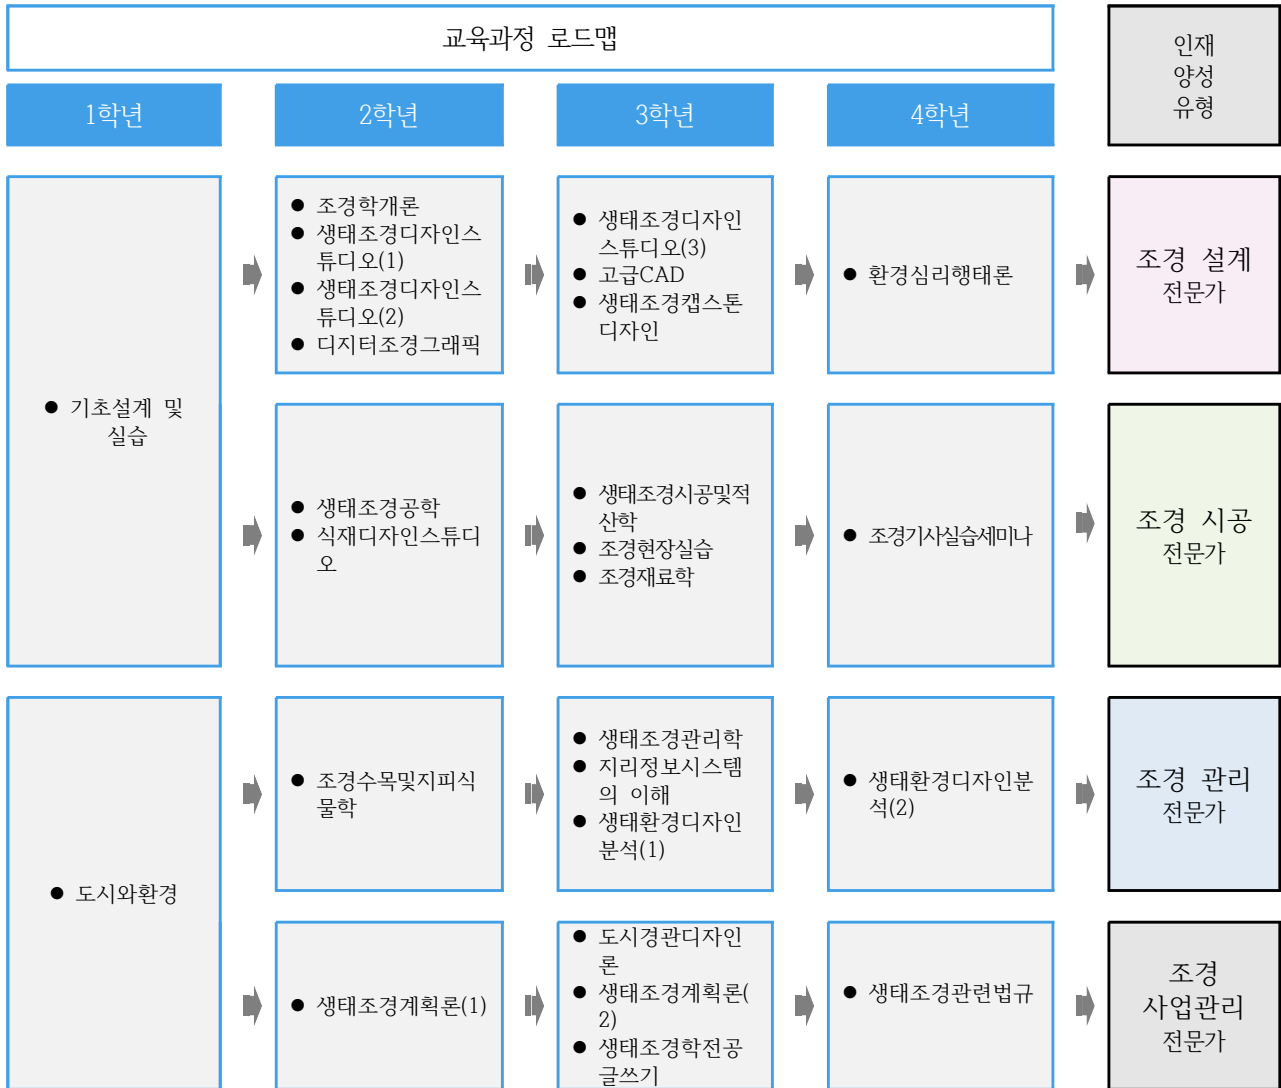 교육과정 로드맵
인재
양성
유형
1학년
2학년
3학년
4학년
● 기초설계 및
실습
● 조경학개론
● 생태조경디자인스
튜디오(1)
● 생태조경디자인스
튜디오(2)
● 디지터조경그래픽
● 생태조경디자인
스튜디오(3)
● 고급CAD
● 생태조경캡스톤
디자인
● 환경심리행태론
조경 설계
전문가
● 생태조경공학
● 식재디자인스튜디
오
● 생태조경시공및적
산학
● 조경현장실습
● 조경재료학
● 조경기사실습세미나
조경 시공
전문가
● 도시와환경
● 조경수목및지피식
물학
● 생태조경관리학
● 지리정보시스템
의 이해
● 생태환경디자인
분석(1)
● 생태환경디자인분
석(2)
조경 관리
전문가
● 생태조경계획론(1)
● 도시경관디자인
론
● 생태조경계획론(
2)
● 생태조경학전공
글쓰기
● 생태조경관련법규
조경
사업관리
전문가